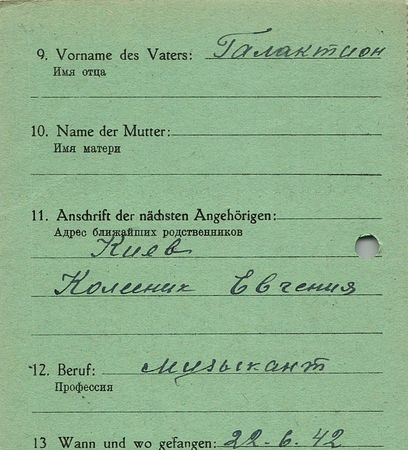 9. Vorname des Vaters: Галактион
Имя отца
10. Name der Mutter:
Имя матери
11. Anschrift der nächsten Angehörigen:
Адрес ближайших родственников
Киев
Колесник Евгения
12. Beruf: музыкант
Профессия
13 Wann und wo gefangen: 22-6.42